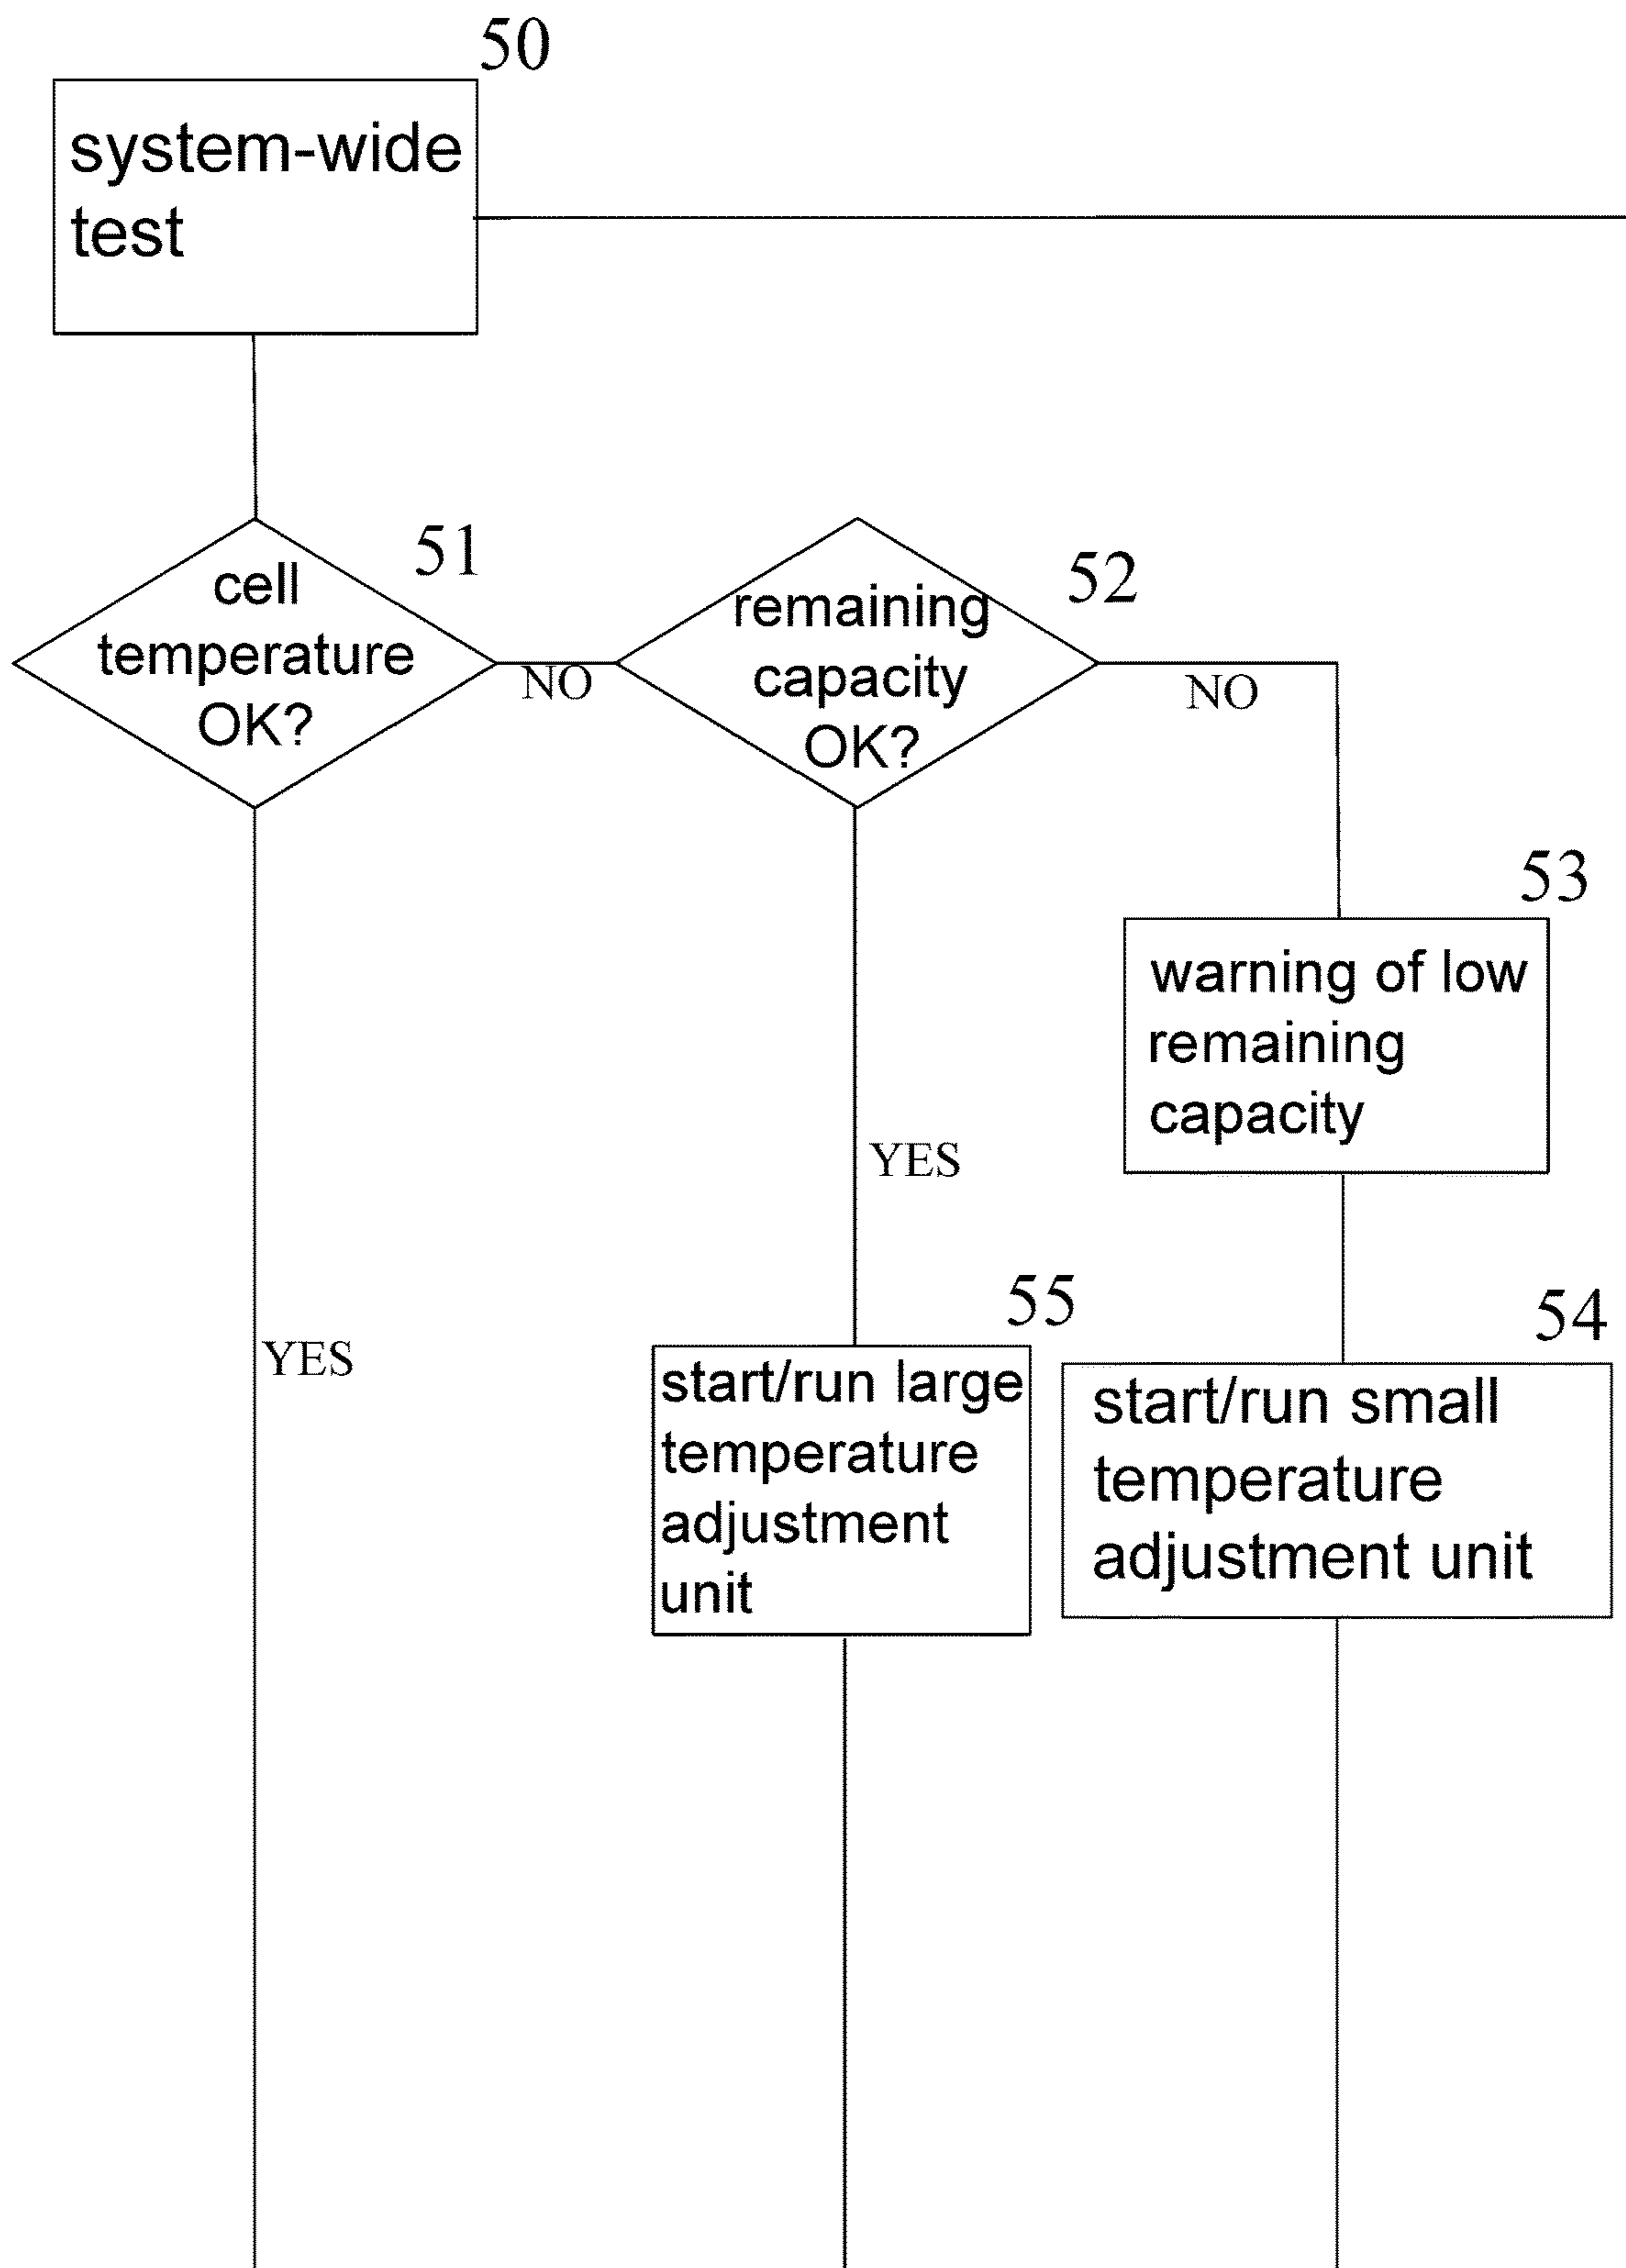 50
system-wide
test
51
cell
temperature
OK?
NO
52
remaining
capacity
OK?
NO
53
warning of low
remaining
capacity
YES
YES
55
start/run large
temperature
adjustment
unit
54
start/run small
temperature
adjustment unit